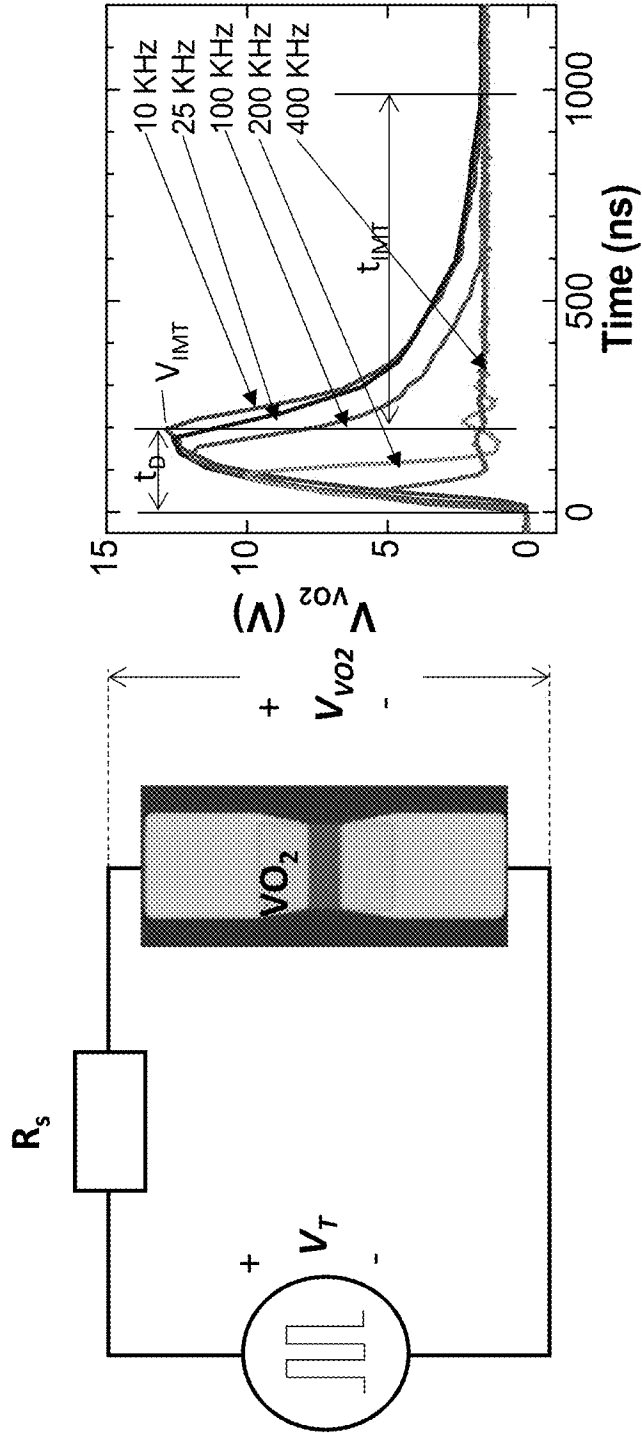 R_s
+
V_T
-
VO_2
+
V_VO2
-
V_VO2 (V)
15
10
5
0
t_D
V_IMT
t_IMT
10 KHz
25 KHz
100 KHz
200 KHz
400 KHz
0
500
1000
Time (ns)